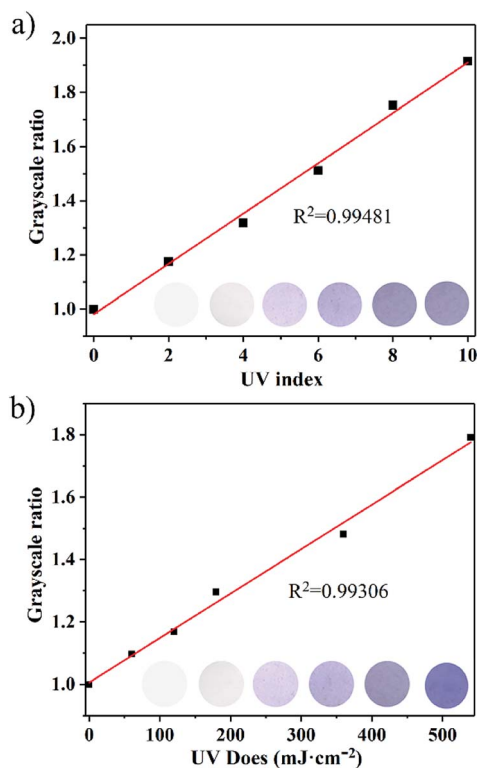 a)
2.0
1.8
1.6
1.4
1.2
1.0
Grayscale ratio
R²=0.99481
0 2 4 6 8 10
UV index
b)
1.8
1.6
1.4
1.2
1.0
Grayscale ratio
R²=0.99306
0 100 200 300 400 500
UV Does (mJ·cm⁻²)